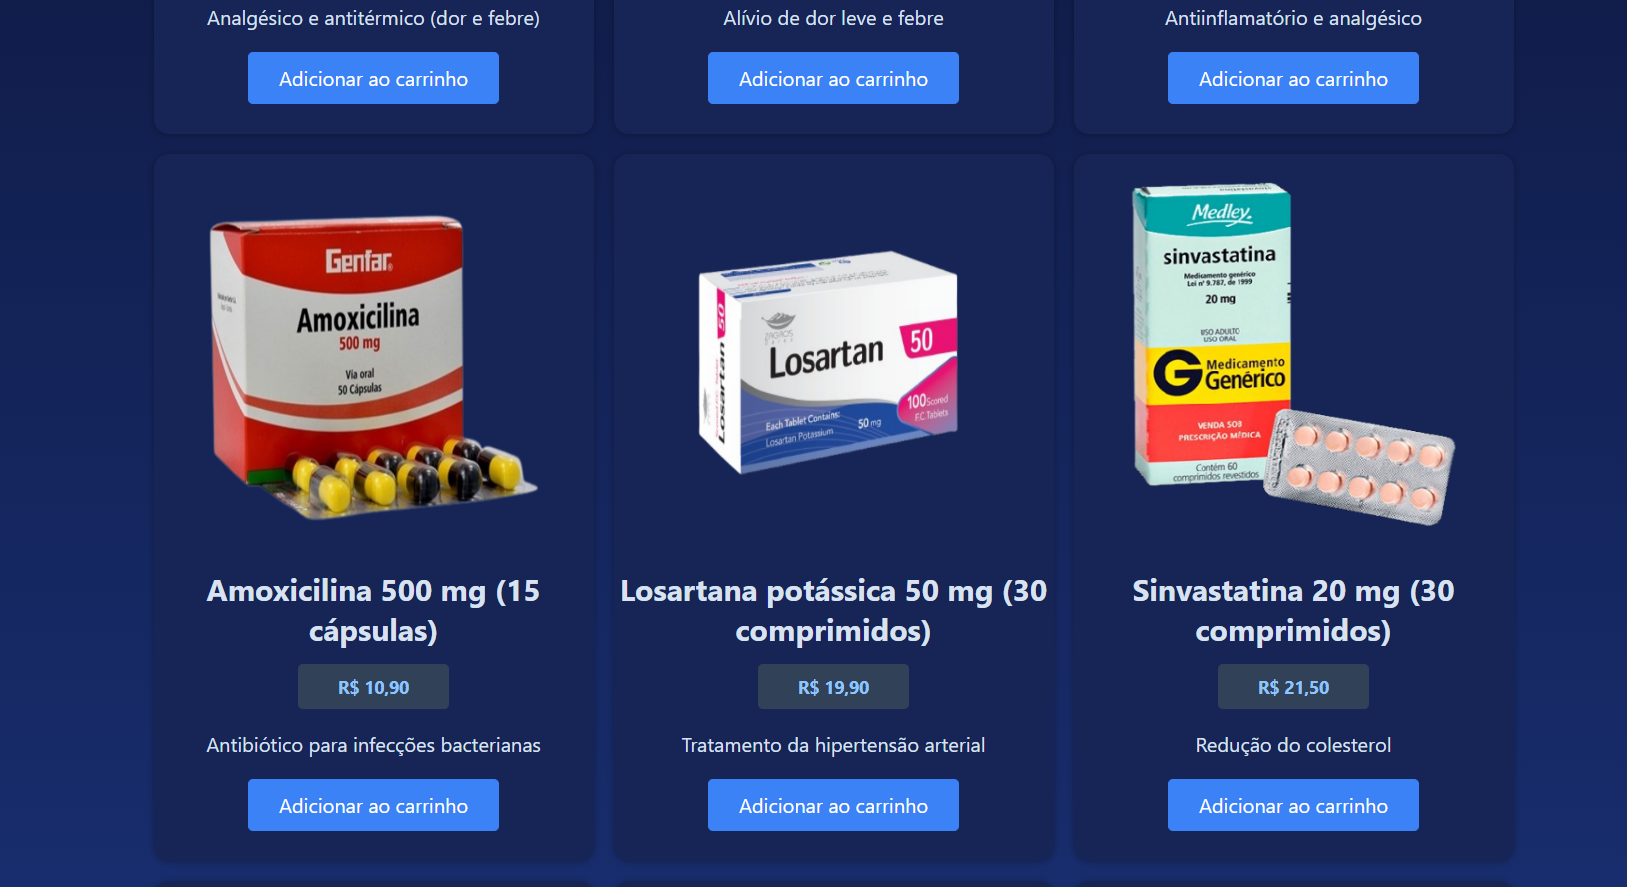 Analgésico e antitérmico (dor e febre)
Alívio de dor leve e febre
Antiinflamatório e analgésico
Adicionar ao carrinho
Adicionar ao carrinho
Adicionar ao carrinho
Genfar
Amoxicilina
500 mg
Vía oral
50 Cápsulas
Losartan
50
50
Losartan
100 Scored
F.C Tablets
Each Tablet Contains:
Losartan Potassium
50 mg
Medley
sinvastatina
Medicamento genérico
Lei nº 9.787, de 1999
20 mg
USO ADULTO
USO ORAL
G Medicamento
Genérico
VENDA SOB
PRESCRIÇÃO MÉDICA
Contém 60
comprimidos revestidos
Amoxicilina 500 mg (15
cápsulas)
R$ 10,90
Antibiótico para infecções bacterianas
Adicionar ao carrinho
Losartana potássica 50 mg (30
comprimidos)
R$ 19,90
Tratamento da hipertensão arterial
Adicionar ao carrinho
Sinvastatina 20 mg (30
comprimidos)
R$ 21,50
Redução do colesterol
Adicionar ao carrinho